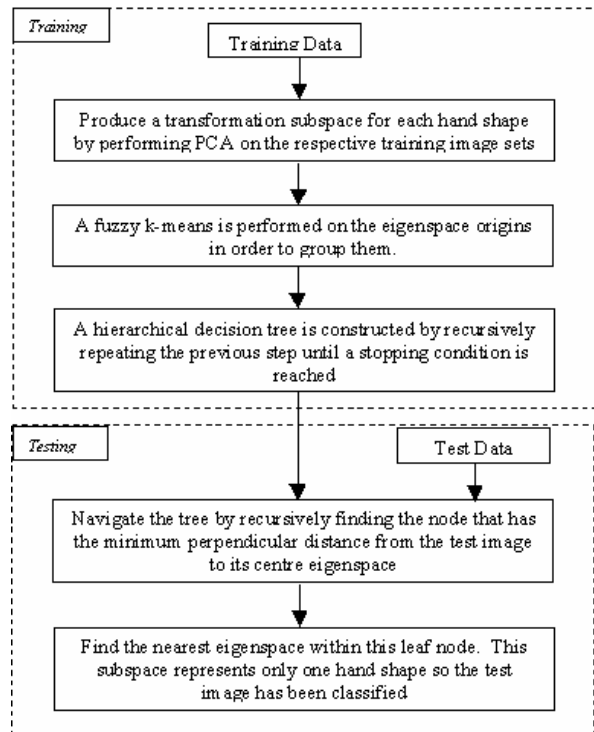 Training
Training Data
Produce a transformation subspace for each hand shape
by performing PCA on the respective training image sets
A fuzzy k-means is performed on the eigenspace origins
in order to group them.
A hierarchical decision tree is constructed by recursively
repeating the previous step until a stopping condition is
reached
Testing
Test Data
Navigate the tree by recursively finding the node that has
the minimum perpendicular distance from the test image
to its centre eigenspace
Find the nearest eigenspace within this leaf node. This
subspace represents only one hand shape so the test
image has been classified